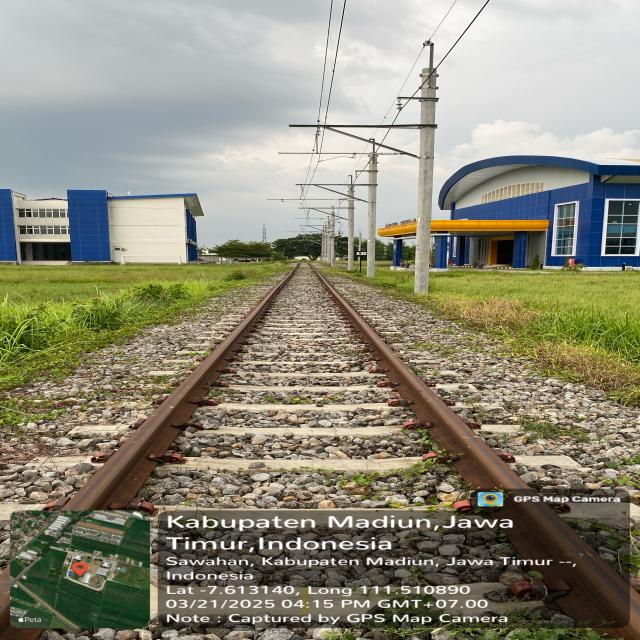 GPS Map Camera
Kabupaten Madiun,Jawa
Timur,Indonesia
Sawahan, Kabupaten Madiun, Jawa Timur --,
Indonesia
Lat -7.613140, Long 111.510890
03/21/2025 04:15 PM GMT+07.00
Note : Captured by GPS Map Camera
Peta